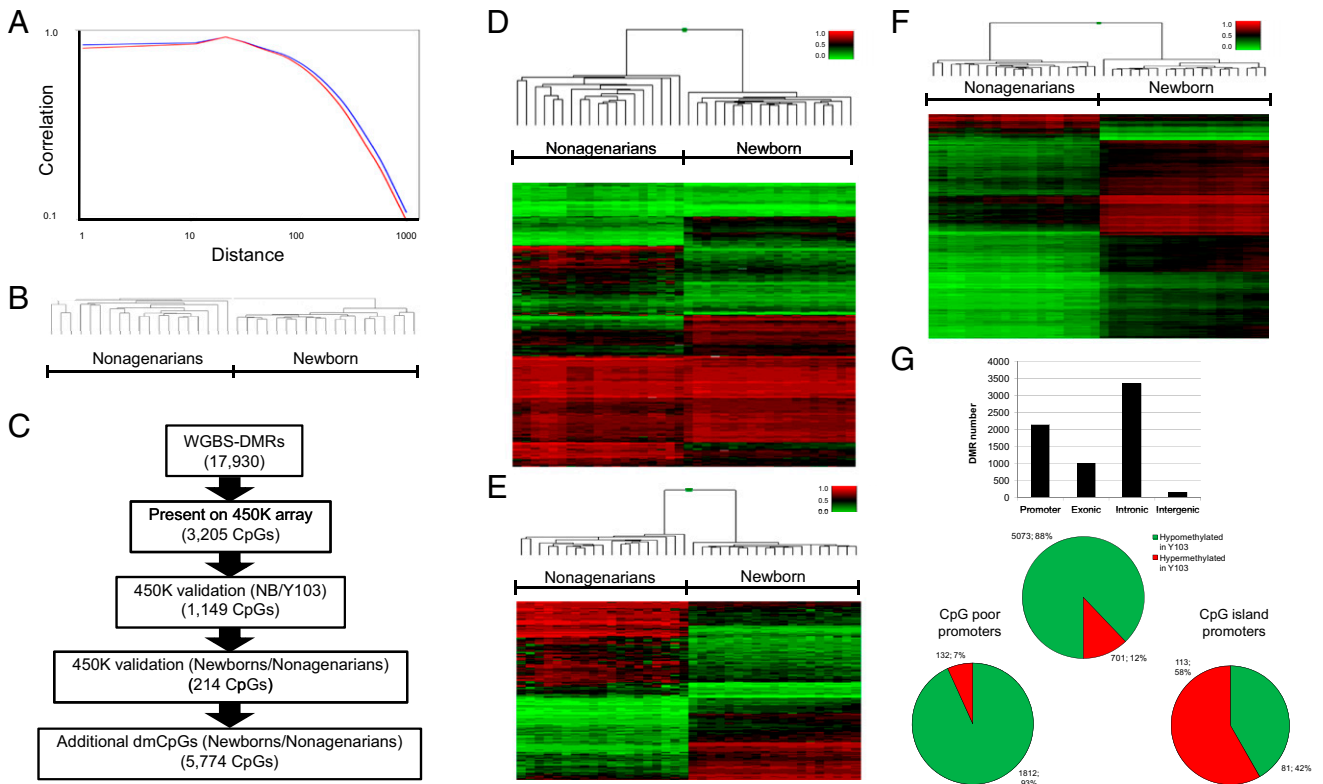 A
1.0
Correlation
0.1
1
10
100
1000
Distance
B
Nonagenarians
Newborn
C
WGBS-DMRs
(17,930)
Present on 450K array
(3,205 CpGs)
450K validation (NB/Y103)
(1,149 CpGs)
450K validation (Newborns/Nonagenarians)
(214 CpGs)
Additional dmCpGs (Newborns/Nonagenarians)
5,774 CpGs)
D
1.0
0.5
0.0
Nonagenarians
Newborn
E
1.0
0.5
0.0
Nonagenarians
Newborn
F
1.0
0.5
0.0
Nonagenarians
Newborn
G
4000
3500
3000
2500
2000
1500
1000
500
0
DMR number
Promoter
Exonic
Intronic
Intergenic
5073; 88%
Hypomethylated
in Y103
Hypermethylated
in Y103
701; 12%
CpG poor
promoters
132; 7%
1812;
93%
CpG island
promoters
113;
58%
81; 42%